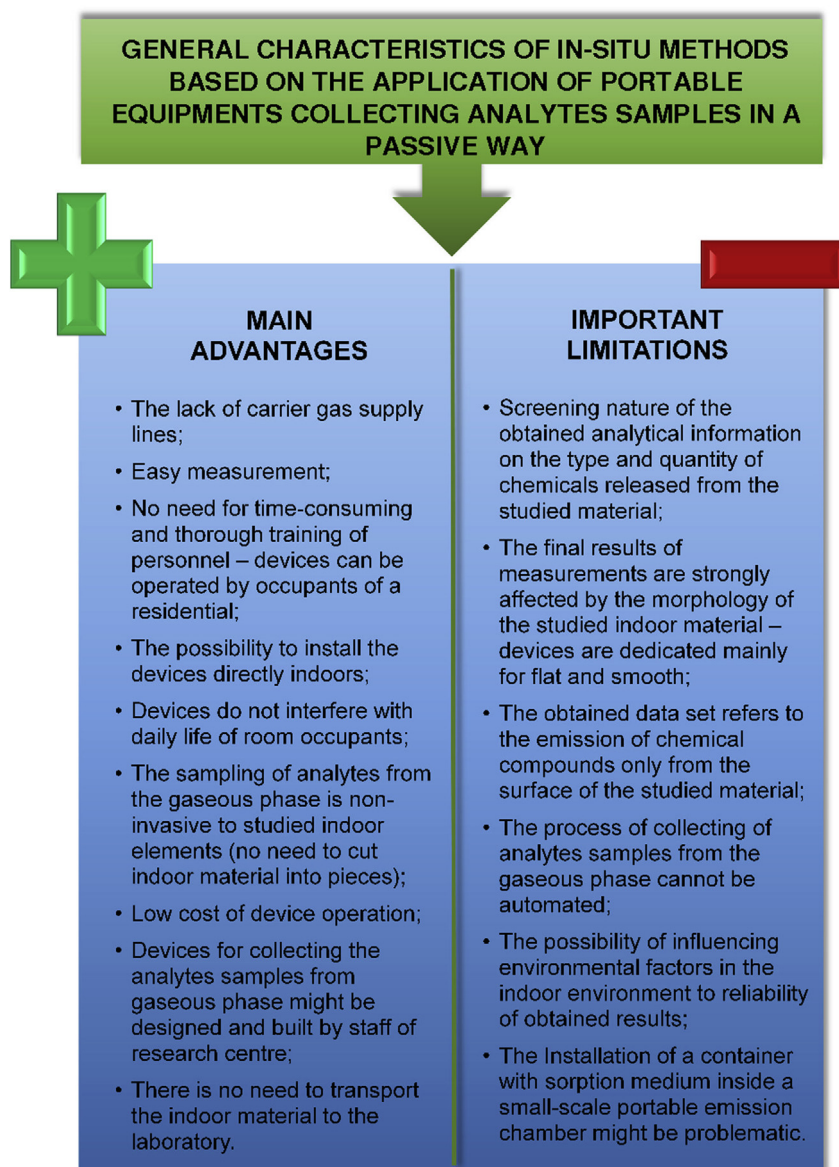 GENERAL CHARACTERISTICS OF IN-SITU METHODS
BASED ON THE APPLICATION OF PORTABLE
EQUIPMENTS COLLECTING ANALYTES SAMPLES IN A
PASSIVE WAY
MAIN
ADVANTAGES
• The lack of carrier gas supply
lines;
• Easy measurement;
• No need for time-consuming
and thorough training of
personnel – devices can be
operated by occupants of a
residential;
• The possibility to install the
devices directly indoors;
• Devices do not interfere with
daily life of room occupants;
• The sampling of analytes from
the gaseous phase is non-
invasive to studied indoor
elements (no need to cut
indoor material into pieces);
• Low cost of device operation;
• Devices for collecting the
analytes samples from
gaseous phase might be
designed and built by staff of
research centre;
• There is no need to transport
the indoor material to the
laboratory.
IMPORTANT
LIMITATIONS
• Screening nature of the
obtained analytical information
on the type and quantity of
chemicals released from the
studied material;
• The final results of
measurements are strongly
affected by the morphology of
the studied indoor material –
devices are dedicated mainly
for flat and smooth;
• The obtained data set refers to
the emission of chemical
compounds only from the
surface of the studied material;
• The process of collecting of
analytes samples from the
gaseous phase cannot be
automated;
• The possibility of influencing
environmental factors in the
indoor environment to reliability
of obtained results;
• The Installation of a container
with sorption medium inside a
small-scale portable emission
chamber might be problematic.